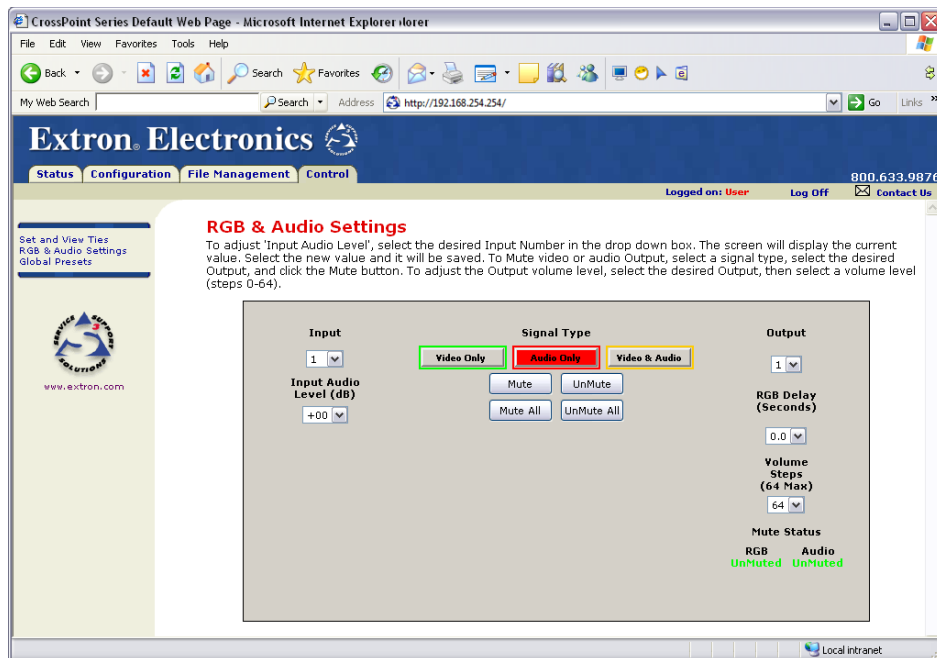 CrossPoint Series Default Web Page - Microsoft Internet Explorer lorer
File Edit View Favorites Tools Help
Back Search Favorites
My Web Search Search Address http://192.168.254.254/ Go Links »
Extron® Electronics
Status Configuration File Management Control
800.633.9876
Logged on: User Log Off Contact Us
Set and View Ties
RGB & Audio Settings
Global Presets
SERVICE SUPPORT SOLUTIONS
S3
www.extron.com
RGB & Audio Settings
To adjust 'Input Audio Level', select the desired Input Number in the drop down box. The screen will display the current
value. Select the new value and it will be saved. To Mute video or audio Output, select a signal type, select the desired
Output, and click the Mute button. To adjust the Output volume level, select the desired Output, then select a volume level
(steps 0-64).
Input Signal Type Output
1 Video Only Audio Only Video & Audio 1
Input Audio
Level (dB)
+00
Mute UnMute
Mute All UnMute All
RGB Delay
(Seconds)
0.0
Volume
Steps
(64 Max)
64
Mute Status
RGB Audio
UnMuted UnMuted
Local intranet